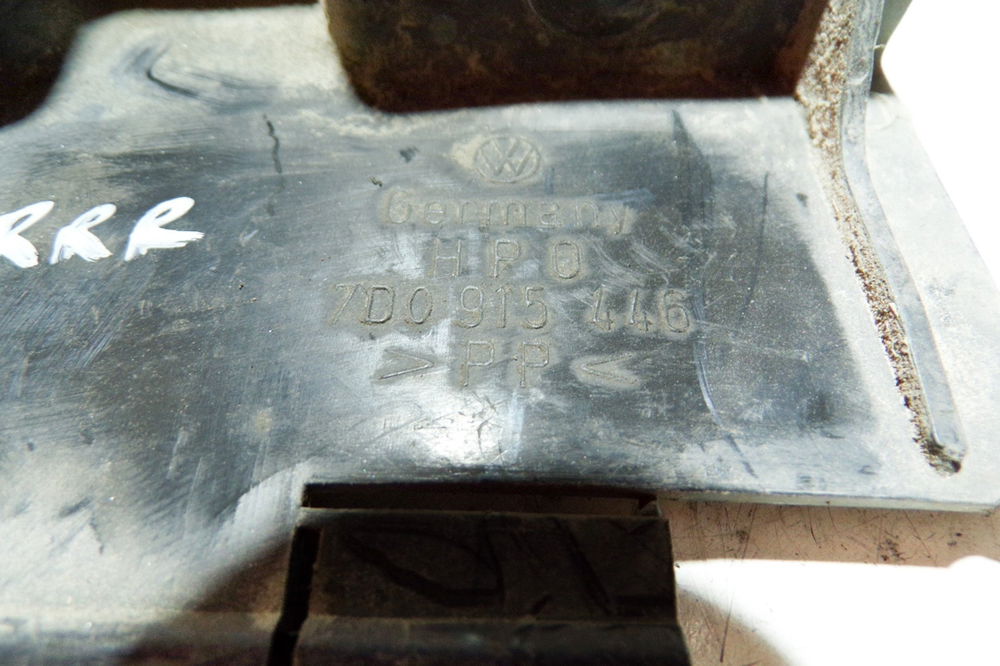 VW
Germany
RRR
HPO
7D0 915 446
> PP <